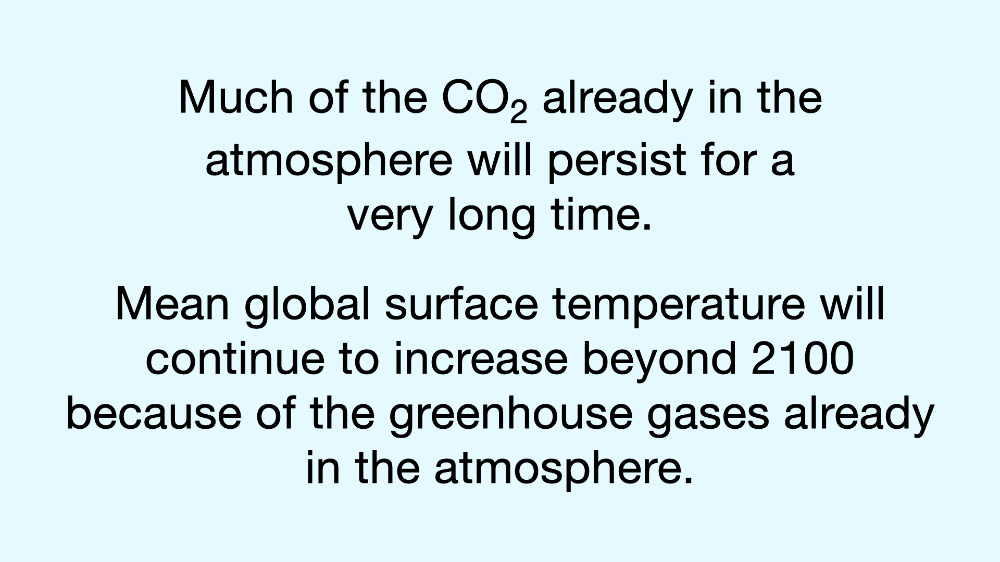 Much of the CO₂ already in the
atmosphere will persist for a
very long time.
Mean global surface temperature will
continue to increase beyond 2100
because of the greenhouse gases already
in the atmosphere.